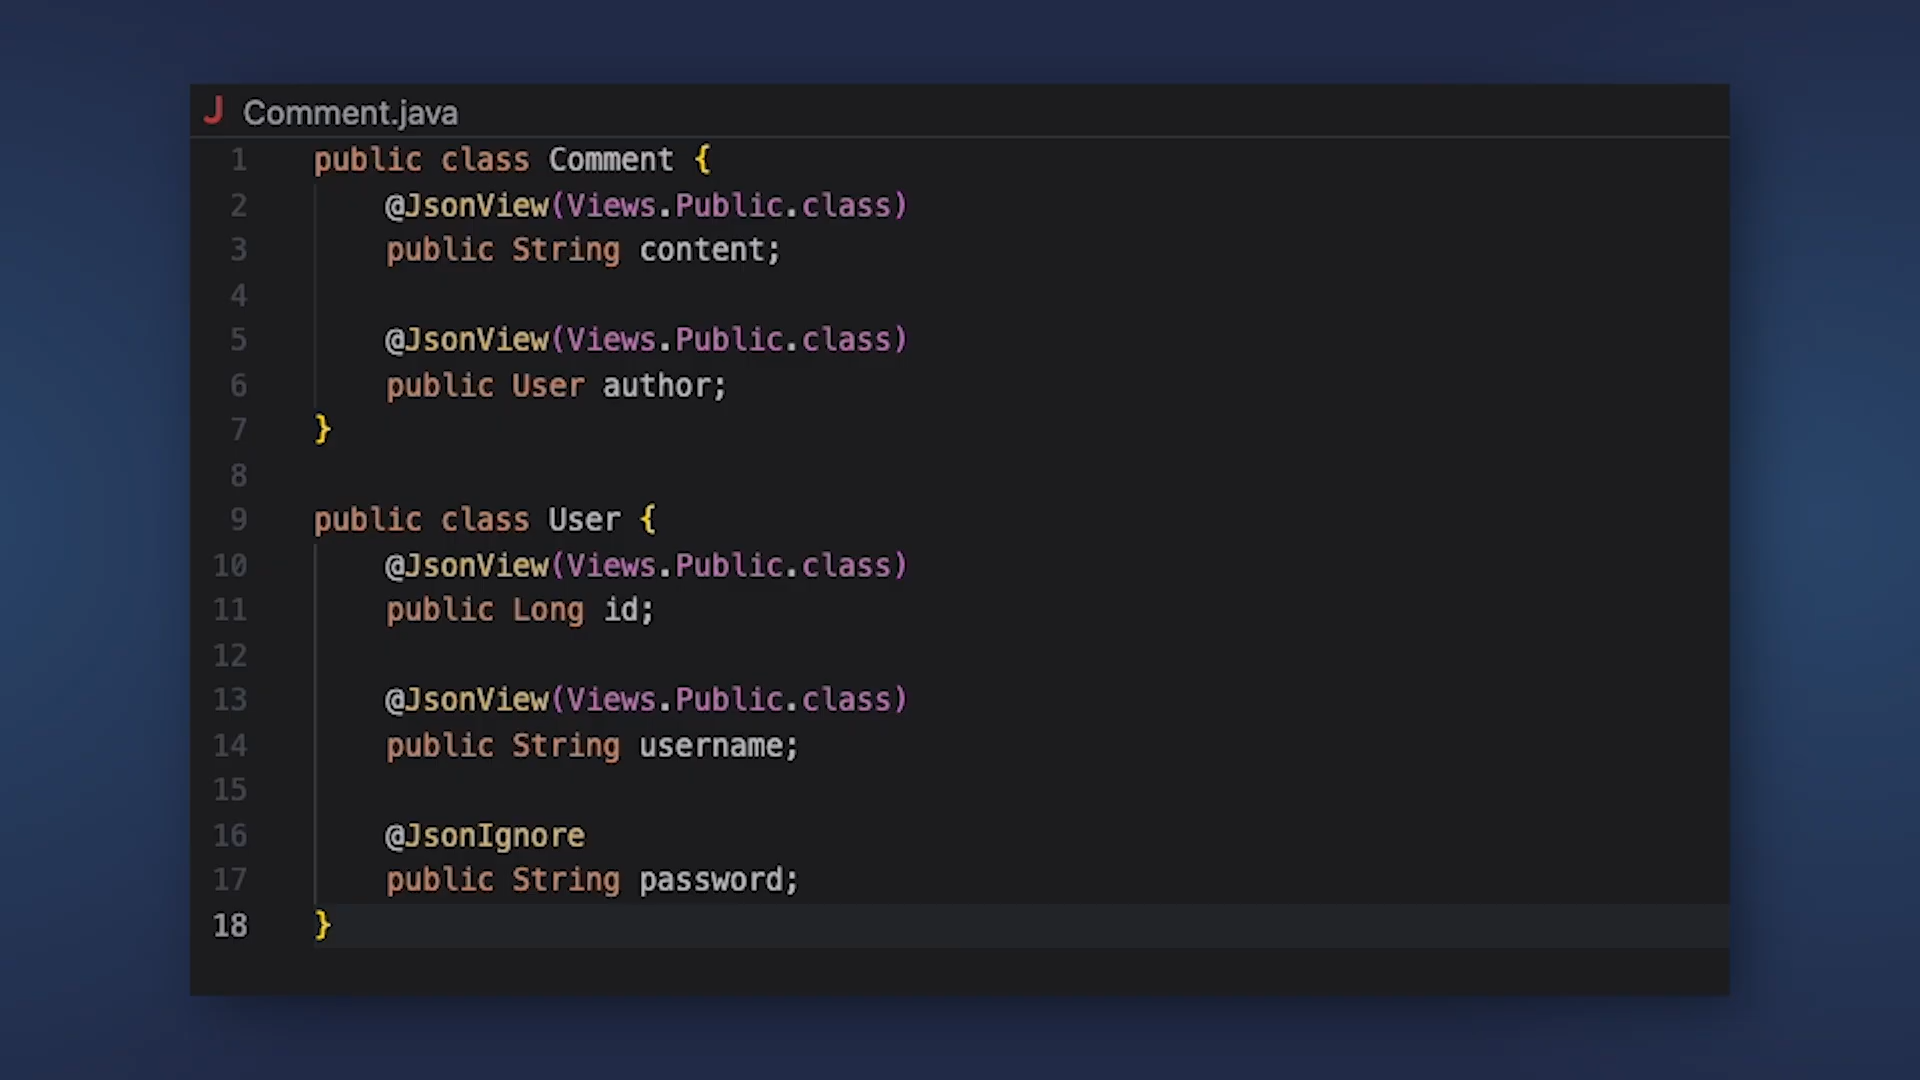 J Comment.java
1 public class Comment {
2 @JsonView(Views.Public.class)
3 public String content;
4
5 @JsonView(Views.Public.class)
6 public User author;
7 }
8
9 public class User {
10 @JsonView(Views.Public.class)
11 public Long id;
12
13 @JsonView(Views.Public.class)
14 public String username;
15
16 @JsonIgnore
17 public String password;
18 }